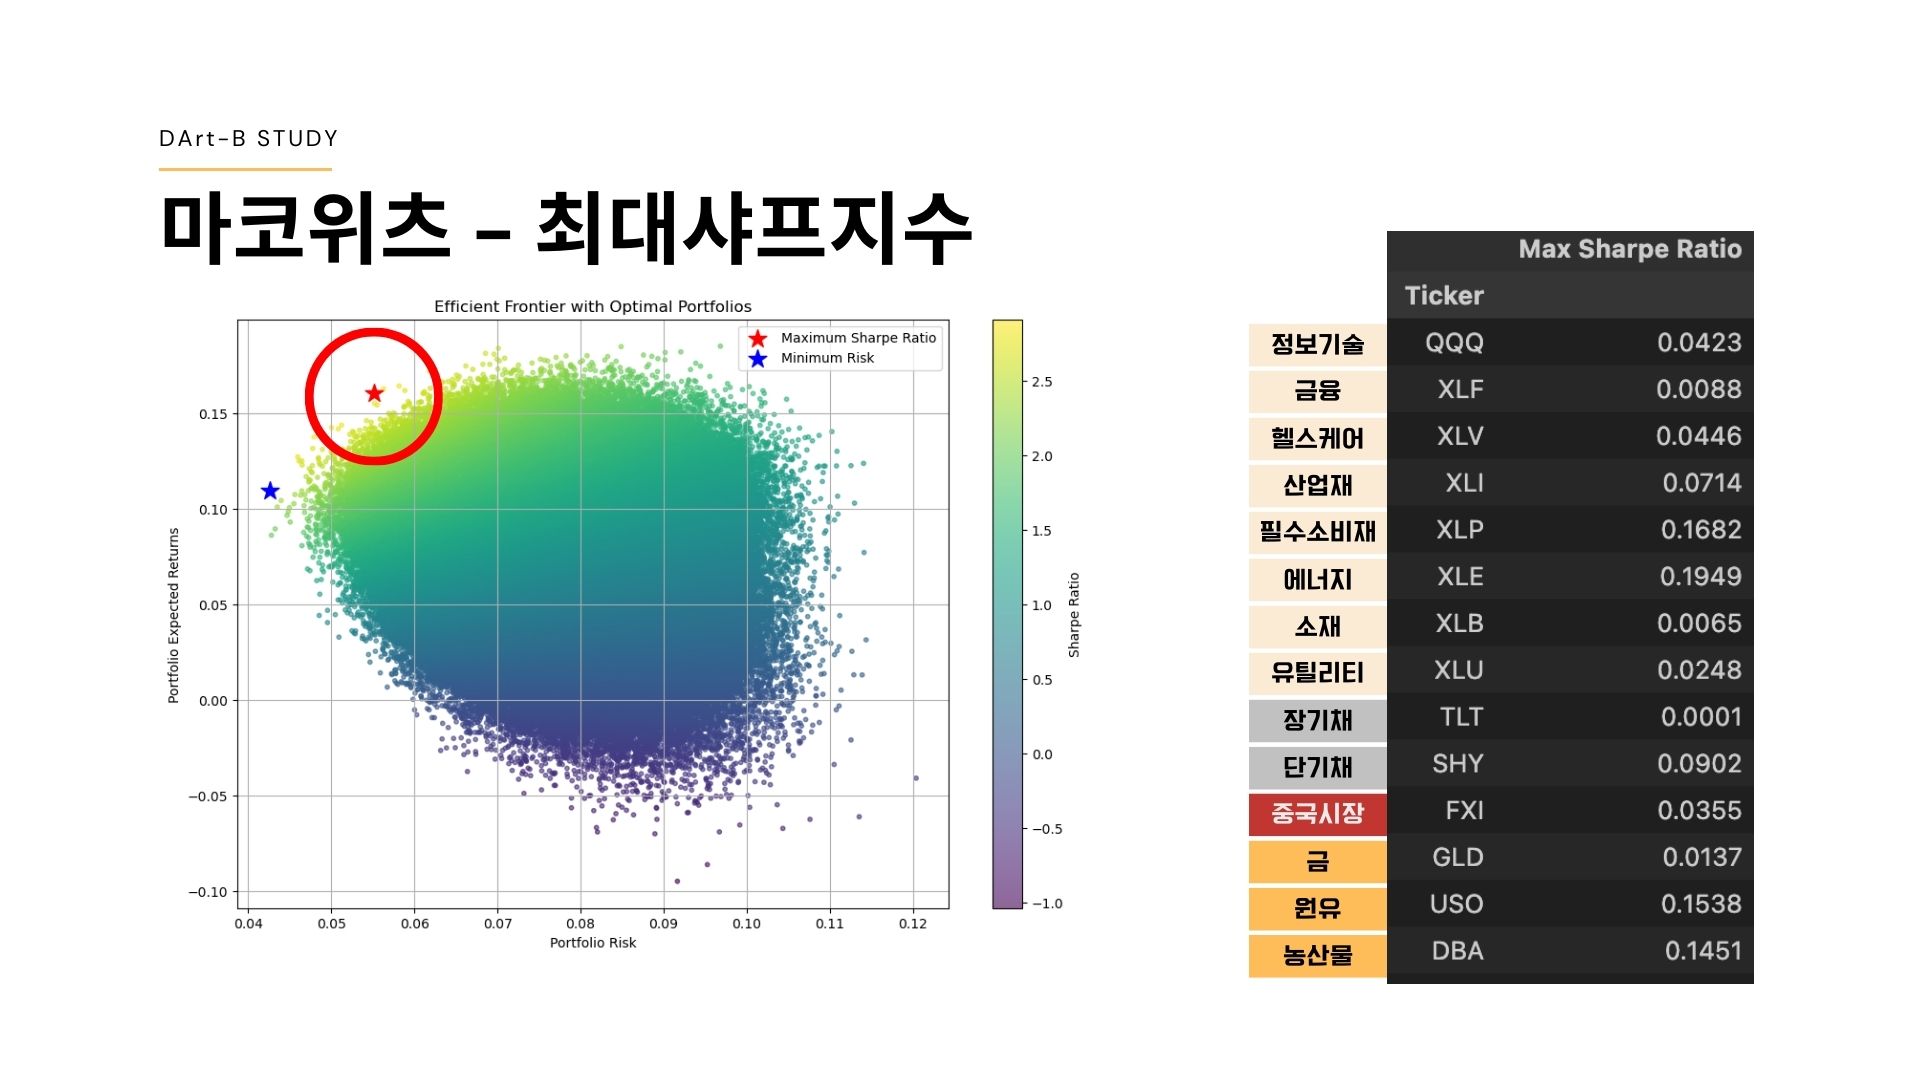 DArt-B STUDY
마코위츠 - 최대샤프지수
Efficient Frontier with Optimal Portfolios
Maximum Sharpe Ratio
Minimum Risk
Portfolio Expected Returns
0.15
0.10
0.05
0.00
−0.05
−0.10
0.04 0.05 0.06 0.07 0.08 0.09 0.10 0.11 0.12
Portfolio Risk
2.5
2.0
1.5
1.0
0.5
0.0
−0.5
−1.0
Sharpe Ratio
Max Sharpe Ratio
Ticker
정보기술 QQQ 0.0423
금융 XLF 0.0088
헬스케어 XLV 0.0446
산업재 XLI 0.0714
필수소비재 XLP 0.1682
에너지 XLE 0.1949
소재 XLB 0.0065
유틸리티 XLU 0.0248
장기채 TLT 0.0001
단기채 SHY 0.0902
중국시장 FXI 0.0355
금 GLD 0.0137
원유 USO 0.1538
농산물 DBA 0.1451